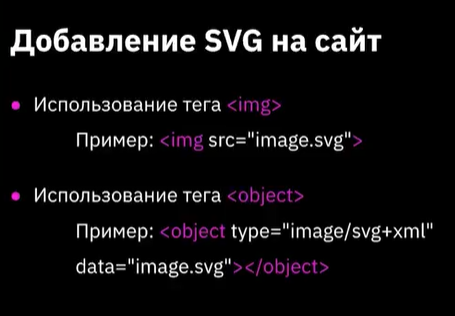 Добавление SVG на сайт
Использование тега <img>
Пример: <img src="image.svg">
Использование тега <object>
Пример: <object type="image/svg+xml"
data="image.svg"></object>